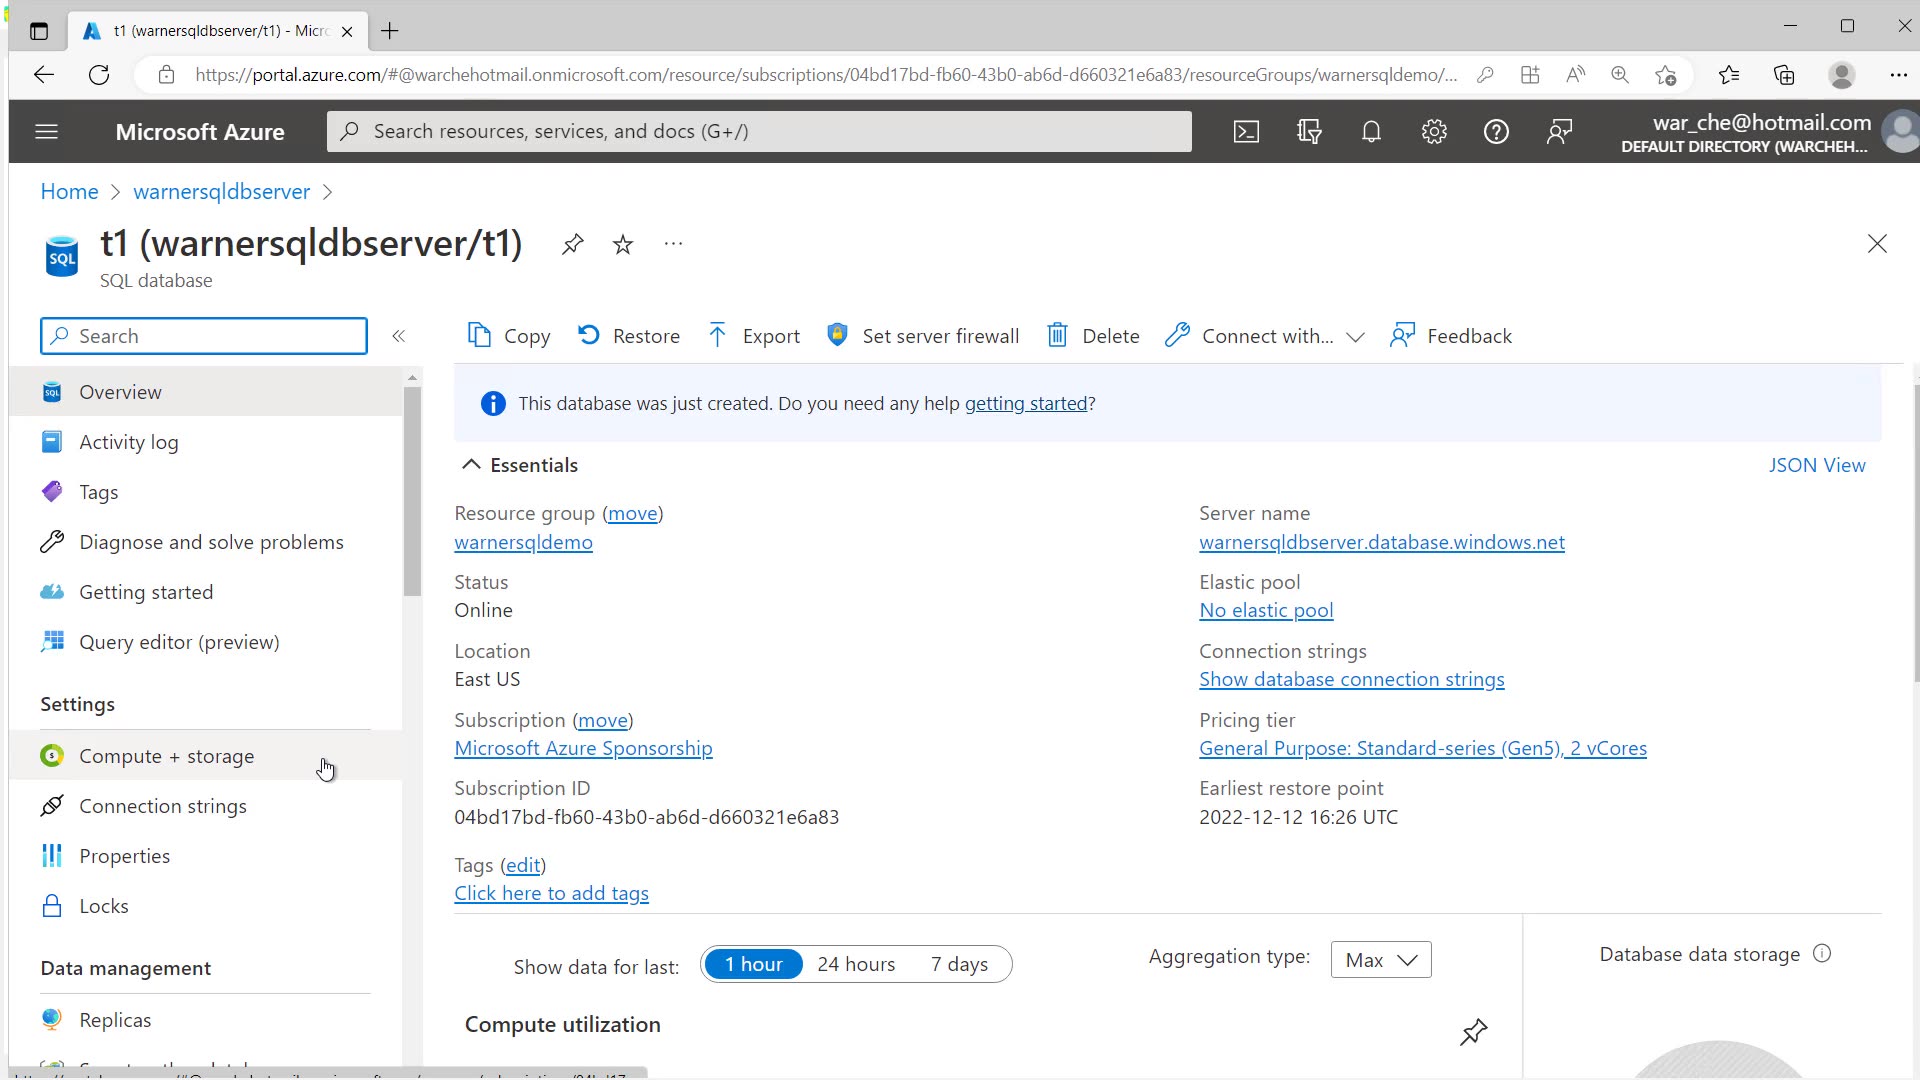 t1 (warnersqldbserver/t1) - Micr
https://portal.azure.com/#@warchehotmail.onmicrosoft.com/resource/subscriptions/04bd17bd-fb60-43b0-ab6d-d660321e6a83/resourceGroups/warnersqldemo/...
Microsoft Azure
Search resources, services, and docs (G+/)
war_che@hotmail.com
DEFAULT DIRECTORY (WARCHEH...
Home > warnersqldbserver >
t1 (warnersqldbserver/t1)
SQL database
Search
Copy Restore Export Set server firewall Delete Connect with... Feedback
Overview
Activity log
Tags
Diagnose and solve problems
Getting started
Query editor (preview)
Settings
Compute + storage
Connection strings
Properties
Locks
Data management
Replicas
This database was just created. Do you need any help getting started?
Essentials
JSON View
Resource group (move)
warnersqldemo
Status
Online
Location
East US
Subscription (move)
Microsoft Azure Sponsorship
Subscription ID
04bd17bd-fb60-43b0-ab6d-d660321e6a83
Tags (edit)
Click here to add tags
Server name
warnersqldbserver.database.windows.net
Elastic pool
No elastic pool
Connection strings
Show database connection strings
Pricing tier
General Purpose: Standard-series (Gen5), 2 vCores
Earliest restore point
2022-12-12 16:26 UTC
Show data for last: 1 hour 24 hours 7 days
Aggregation type: Max
Database data storage
Compute utilization